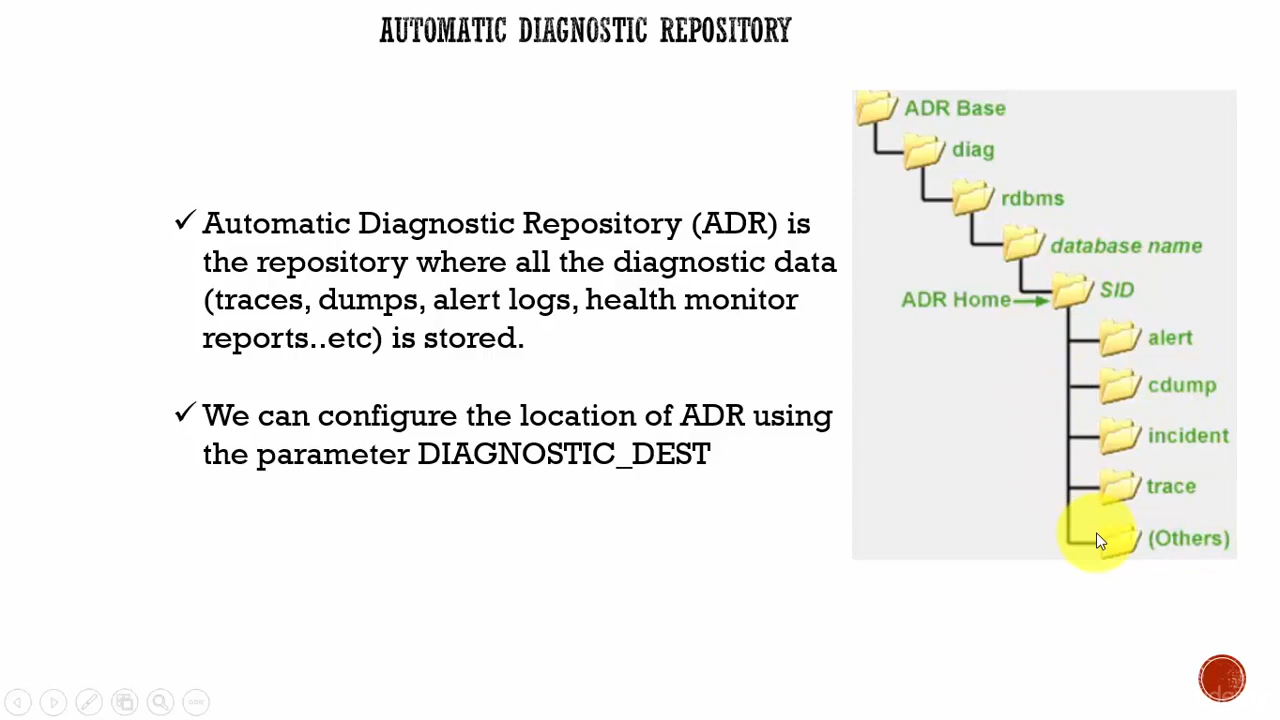 AUTOMATIC DIAGNOSTIC REPOSITORY
✓ Automatic Diagnostic Repository (ADR) is
the repository where all the diagnostic data
(traces, dumps, alert logs, health monitor
reports..etc) is stored.
✓ We can configure the location of ADR using
the parameter DIAGNOSTIC_DEST
ADR Base
diag
rdbms
database name
SID
ADR Home
alert
cdump
incident
trace
(Others)